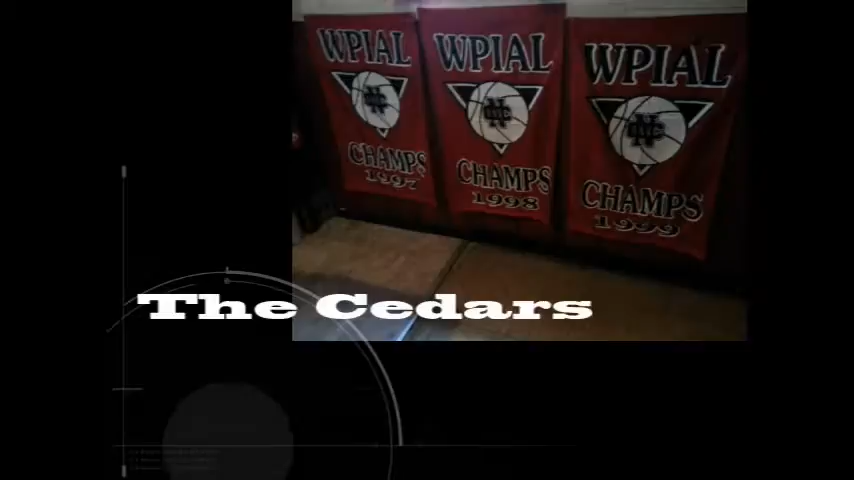 WPIAL
CHAMPS
1997
WPIAL
CHAMPS
1998
WPIAL
CHAMPS
1999
The Cedars